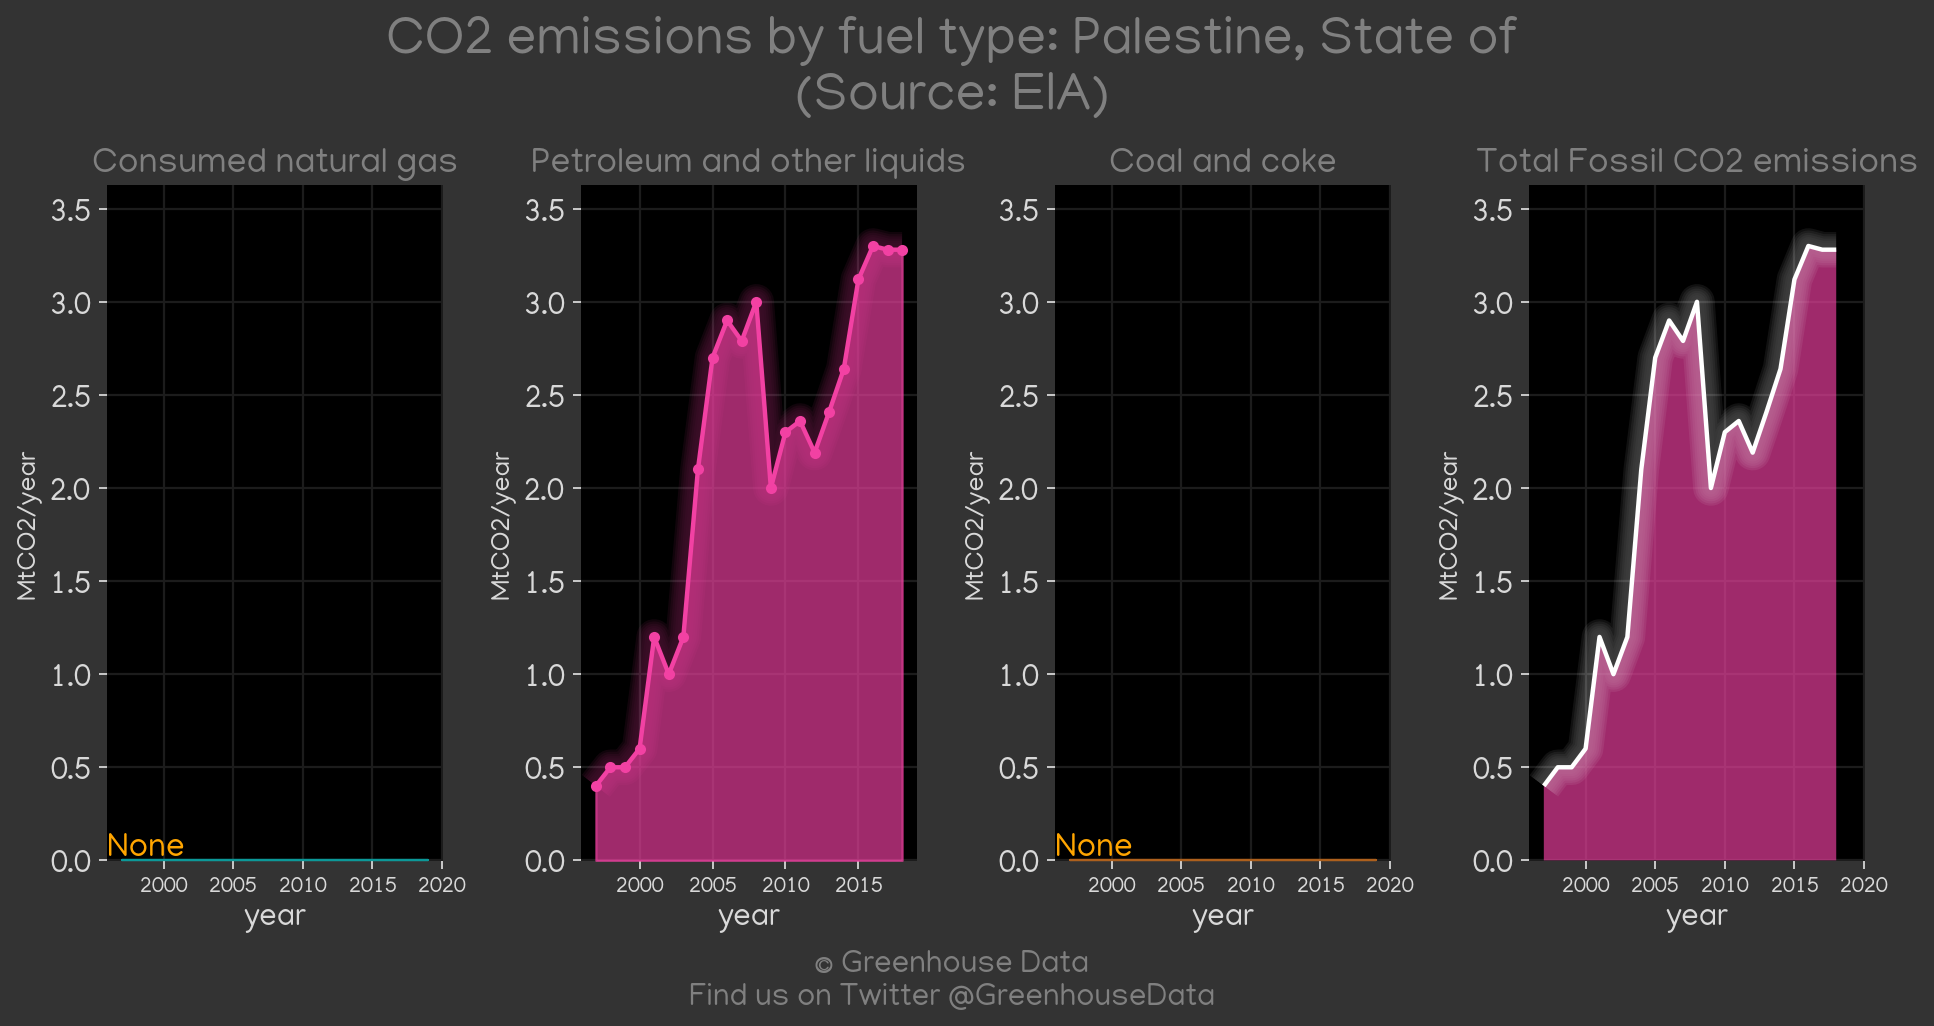 CO2 emissions by fuel type: Palestine, State of
(Source: EIA)
Consumed natural gas
Petroleum and other liquids
Coal and coke
Total Fossil CO2 emissions
3.5
3.0
2.5
2.0
1.5
1.0
0.5
0.0
MtCO2/year
None
2000 2005 2010 2015 2020
year
3.5
3.0
2.5
2.0
1.5
1.0
0.5
0.0
MtCO2/year
2000 2005 2010 2015
year
3.5
3.0
2.5
2.0
1.5
1.0
0.5
0.0
MtCO2/year
None
2000 2005 2010 2015 2020
year
3.5
3.0
2.5
2.0
1.5
1.0
0.5
0.0
MtCO2/year
2000 2005 2010 2015 2020
year
© Greenhouse Data
Find us on Twitter @GreenhouseData